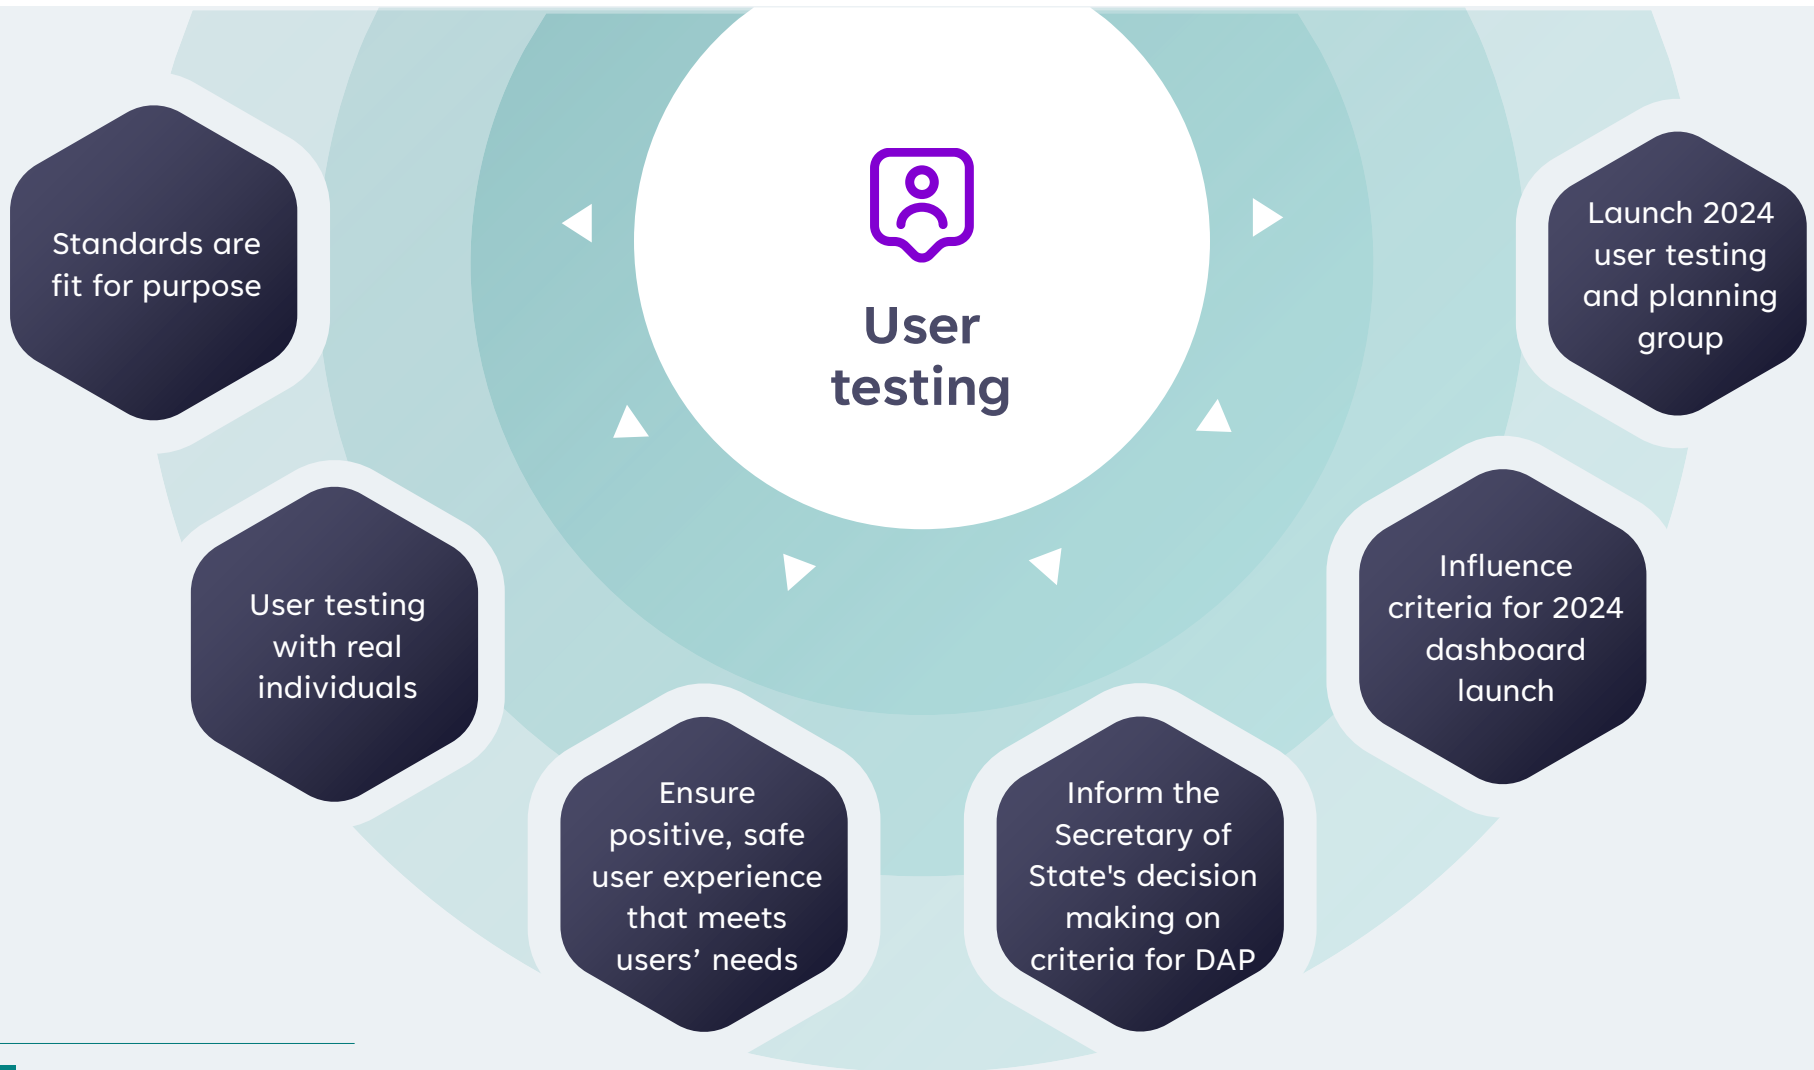 User
testing
Standards are
fit for purpose
User testing
with real
individuals
Ensure
positive, safe
user experience
that meets
users’ needs
Inform the
Secretary of
State's decision
making on
criteria for DAP
Influence
criteria for 2024
dashboard
launch
Launch 2024
user testing
and planning
group